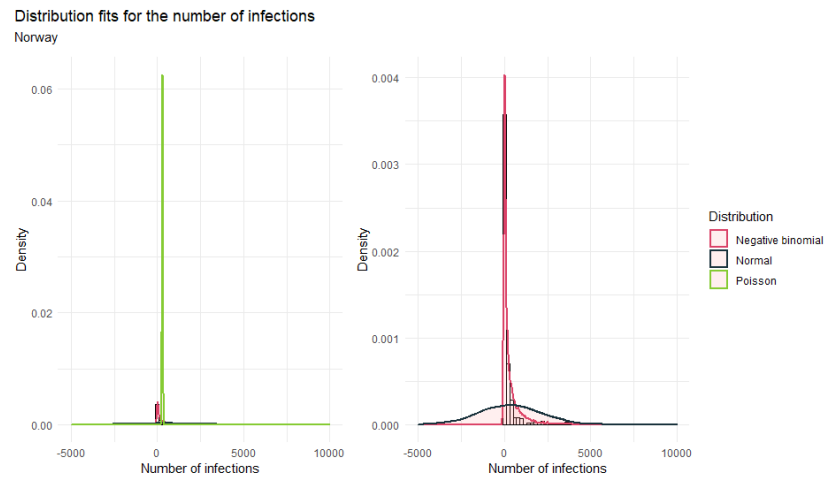 Distribution fits for the number of infections
Norway
0.06
0.04
0.02
0.00
Density
-5000 0 5000 10000
Number of infections
0.004
0.003
0.002
0.001
0.000
Density
-5000 0 5000 10000
Number of infections
Distribution
Negative binomial
Normal
Poisson